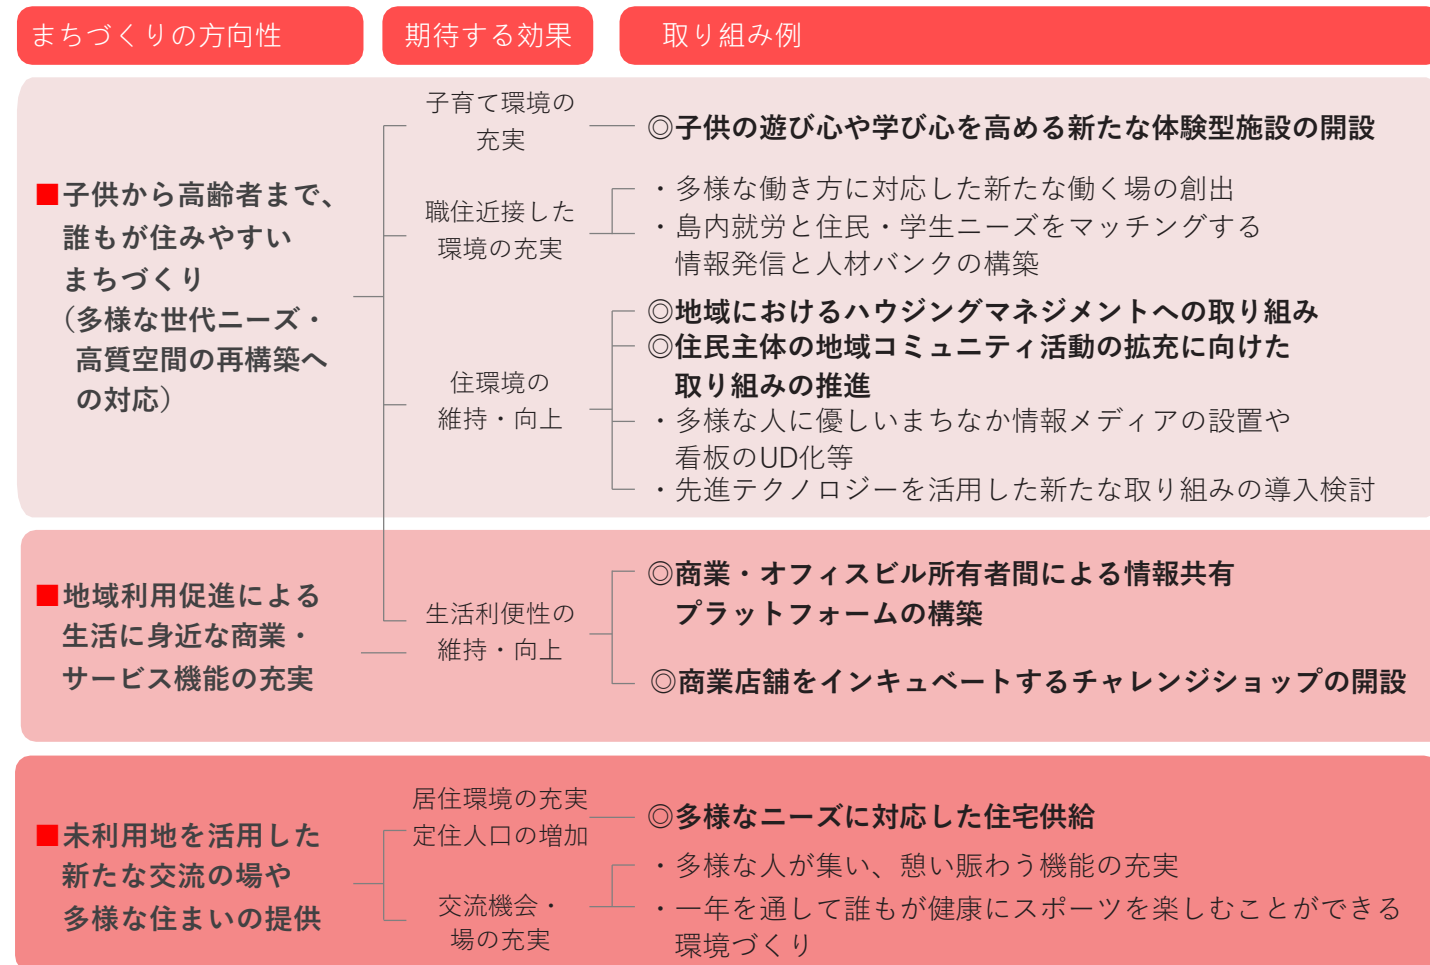 まちづくりの方向性
期待する効果
取り組み例
■子供から高齢者まで、
誰もが住みやすい
まちづくり
(多様な世代ニーズ・
高質空間の再構築へ
の対応)
子育て環境の
充実
◎子供の遊び心や学び心を高める新たな体験型施設の開設
職住近接した
環境の充実
・多様な働き方に対応した新たな働く場の創出
・島内就労と住民・学生ニーズをマッチングする
情報発信と人材バンクの構築
住環境の
維持・向上
◎地域におけるハウジングマネジメントへの取り組み
◎住民主体の地域コミュニティ活動の拡充に向けた
取り組みの推進
・多様な人に優しいまちなか情報メディアの設置や
看板のUD化等
・先進テクノロジーを活用した新たな取り組みの導入検討
■地域利用促進による
生活に身近な商業・
サービス機能の充実
生活利便性の
維持・向上
◎商業・オフィスビル所有者間による情報共有
プラットフォームの構築
◎商業店舗をインキュベートするチャレンジショップの開設
■未利用地を活用した
新たな交流の場や
多様な住まいの提供
居住環境の充実
定住人口の増加
◎多様なニーズに対応した住宅供給
交流機会・
場の充実
・多様な人が集い、憩い賑わう機能の充実
・一年を通して誰もが健康にスポーツを楽しむことができる
環境づくり